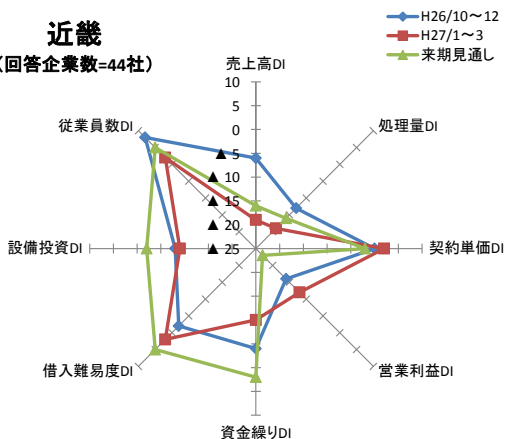 近畿
（回答企業数=44社）
H26/10～12
H27/1～3
来期見通し
売上高DI
処理量DI
契約単価DI
営業利益DI
資金繰りDI
借入難易度DI
設備投資DI
従業員数DI
10
5
0
▲ 5
▲ 10
▲ 15
▲ 20
▲ 25